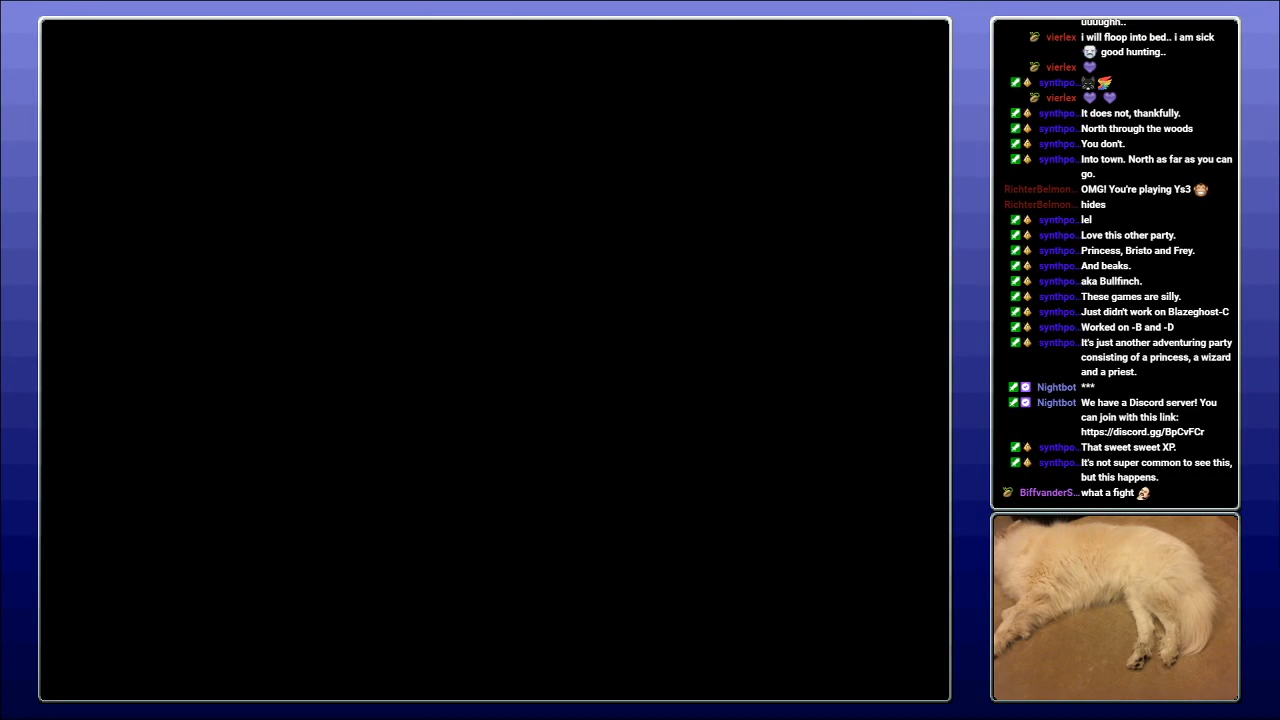 uuuughh..
vierlex i will floop into bed.. i am sick
good hunting..
vierlex
synthpo...
vierlex
synthpo... It does not, thankfully.
synthpo... North through the woods
synthpo... You don't.
synthpo... Into town. North as far as you can
go.
RichterBelmon... OMG! You're playing Ys3
RichterBelmon... hides
synthpo... lel
synthpo... Love this other party.
synthpo... Princess, Bristo and Frey.
synthpo... And beaks.
synthpo... aka Bullfinch.
synthpo... These games are silly.
synthpo... Just didn't work on Blazeghost-C
synthpo... Worked on -B and -D
synthpo... It's just another adventuring party
consisting of a princess, a wizard
and a priest.
Nightbot ***
Nightbot We have a Discord server! You
can join with this link:
https://discord.gg/BpCvFCr
synthpo... That sweet sweet XP.
synthpo... It's not super common to see this,
but this happens.
BiffvanderS... what a fight